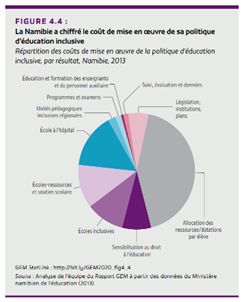 FIGURE 4.4 :
La Namibie a chiffré le coût de mise en œuvre de sa politique
d'éducation inclusive
Répartition des coûts de mise en œuvre de la politique d'éducation
inclusive, par résultat, Namibie, 2013
Éducation et formation des enseignants
et du personnel auxiliaire
Programmes et examens
Unités pédagogiques
inclusives régionales
École à l'hôpital
Écoles-ressources
et soutien scolaire
Écoles inclusives
Sensibilisation au droit
à l'éducation
Suivi, évaluation et données
Législation,
institutions,
plans
Allocation des
ressources/dotations
par élève
GEM StatLink : http://bit.ly/GEM2020_fig4_4
Source : Analyse de l'équipe du Rapport GEM à partir des données du Ministère
namibien de l'éducation (2013).